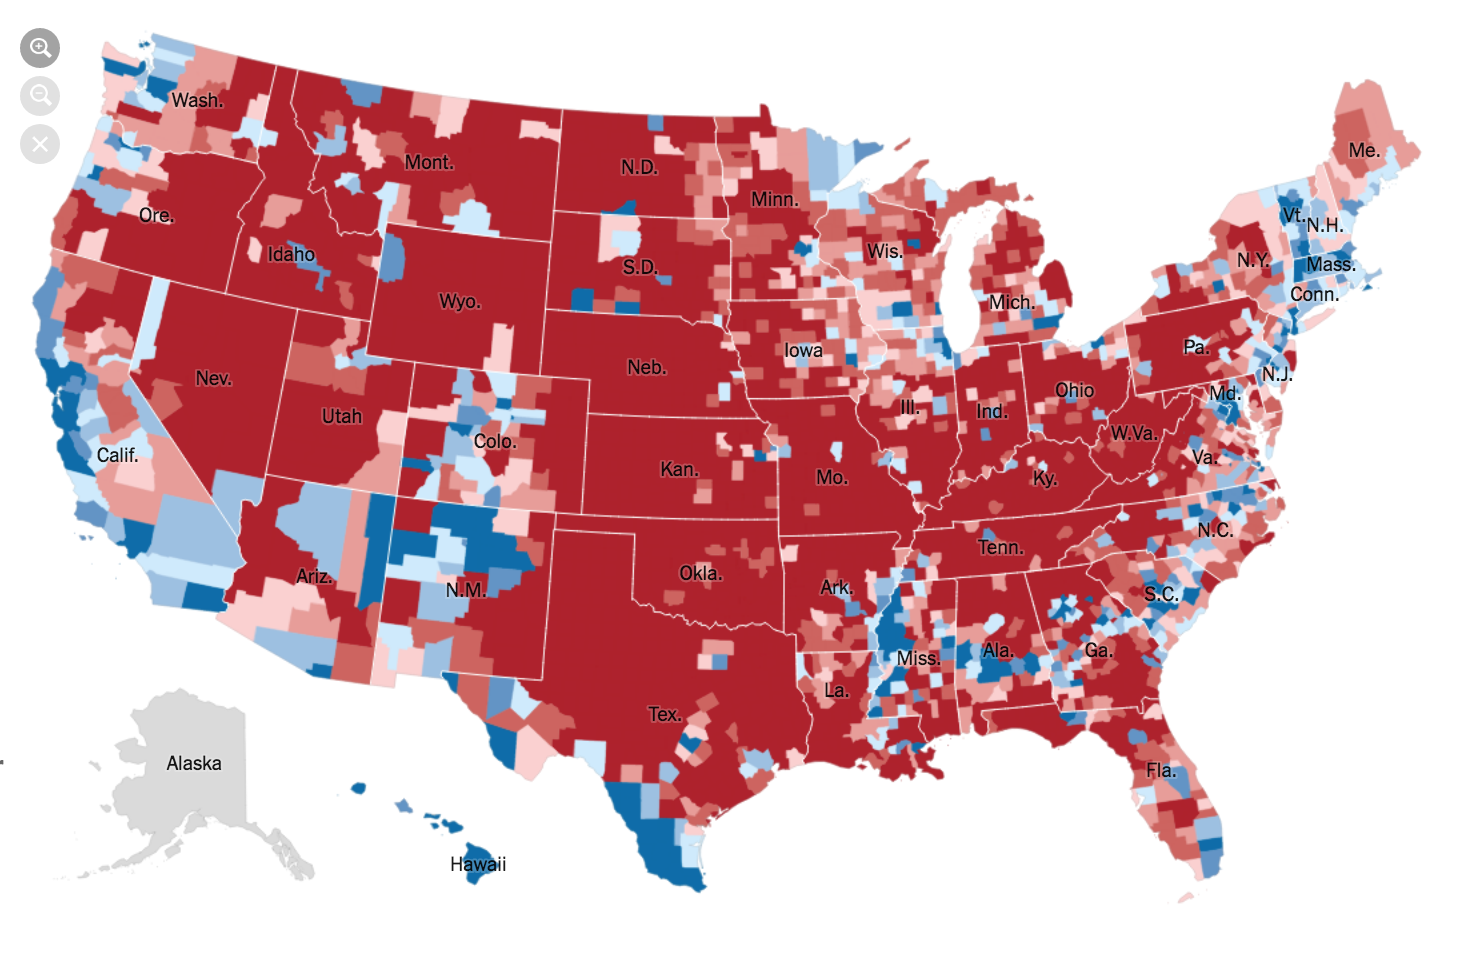 Wash.
Mont.
N.D.
Minn.
Me.
Ore.
Idaho
Wyo.
S.D.
Wis.
Mich.
Vt.
N.H.
N.Y.
Mass.
Conn.
Nev.
Utah
Colo.
Neb.
Iowa
Ill.
Ind.
Ohio
Pa.
N.J.
Md.
Calif.
Kan.
Mo.
Ky.
W.Va.
Va.
Ariz.
N.M.
Okla.
Ark.
Tenn.
N.C.
S.C.
Tex.
La.
Miss.
Ala.
Ga.
Fla.
Alaska
Hawaii